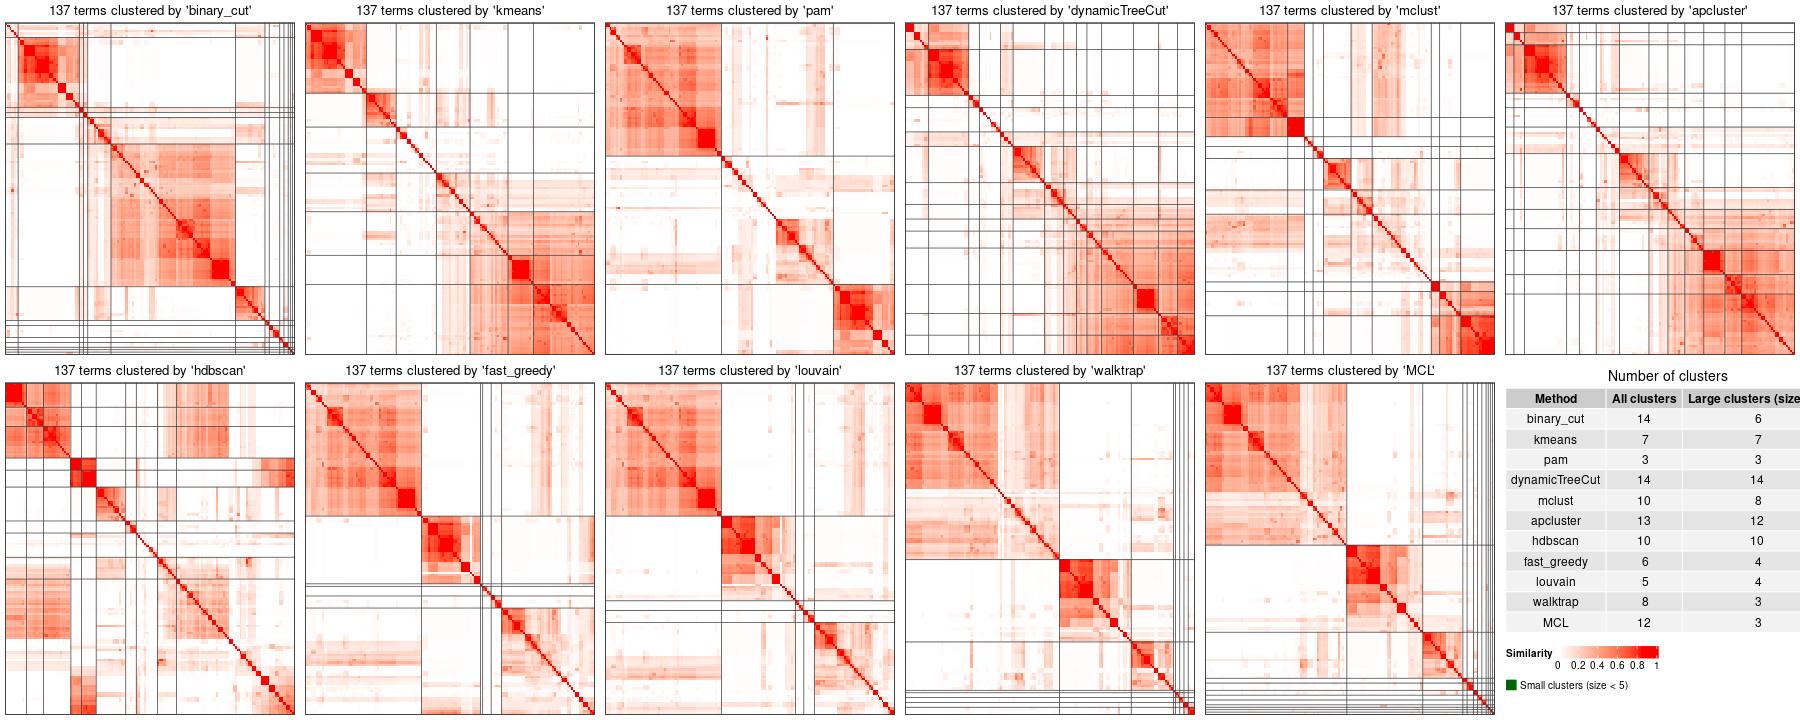 137 terms clustered by 'binary_cut'
137 terms clustered by 'kmeans'
137 terms clustered by 'pam'
137 terms clustered by 'dynamicTreeCut'
137 terms clustered by 'mclust'
137 terms clustered by 'apcluster'
137 terms clustered by 'hdbscan'
137 terms clustered by 'fast_greedy'
137 terms clustered by 'louvain'
137 terms clustered by 'walktrap'
137 terms clustered by 'MCL'
Number of clusters
Method All clusters Large clusters (size
binary_cut 14 6
kmeans 7 7
pam 3 3
dynamicTreeCut 14 14
mclust 10 8
apcluster 13 12
hdbscan 10 10
fast_greedy 6 4
louvain 5 4
walktrap 8 3
MCL 12 3
Similarity
0 0.2 0.4 0.6 0.8 1
Small clusters (size < 5)